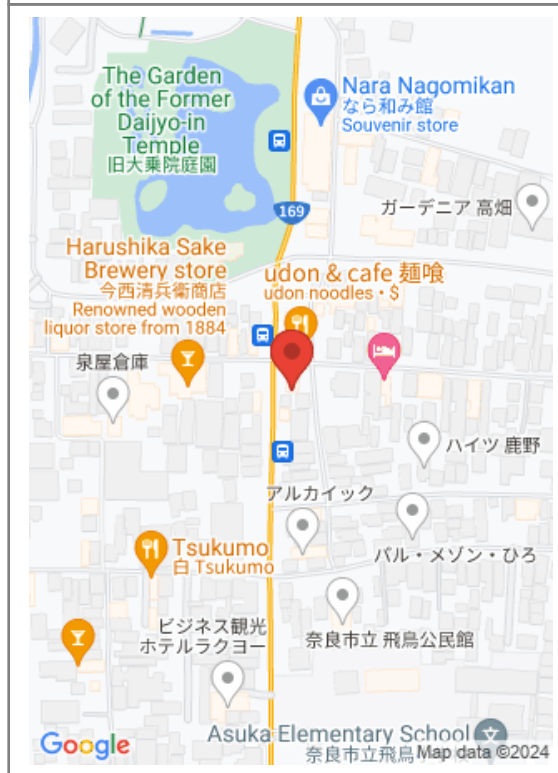 The Garden
of the Former
Daijyo-in
Temple
旧大乗院庭園
Nara Nagomikan
なら和み館
Souvenir store
169
ガーデニア 高畑
Harushika Sake
Brewery store
今西清兵衛商店
Renowned wooden
liquor store from 1884
udon & cafe 麺喰
udon noodles • $
泉屋倉庫
ハイツ 鹿野
アルカイック
パル・メゾン・ひろ
Tsukumo
白 Tsukumo
ビジネス観光
ホテルラクヨー
奈良市立 飛鳥公民館
Asuka Elementary School
奈良市立飛鳥
Google
Map data ©2024